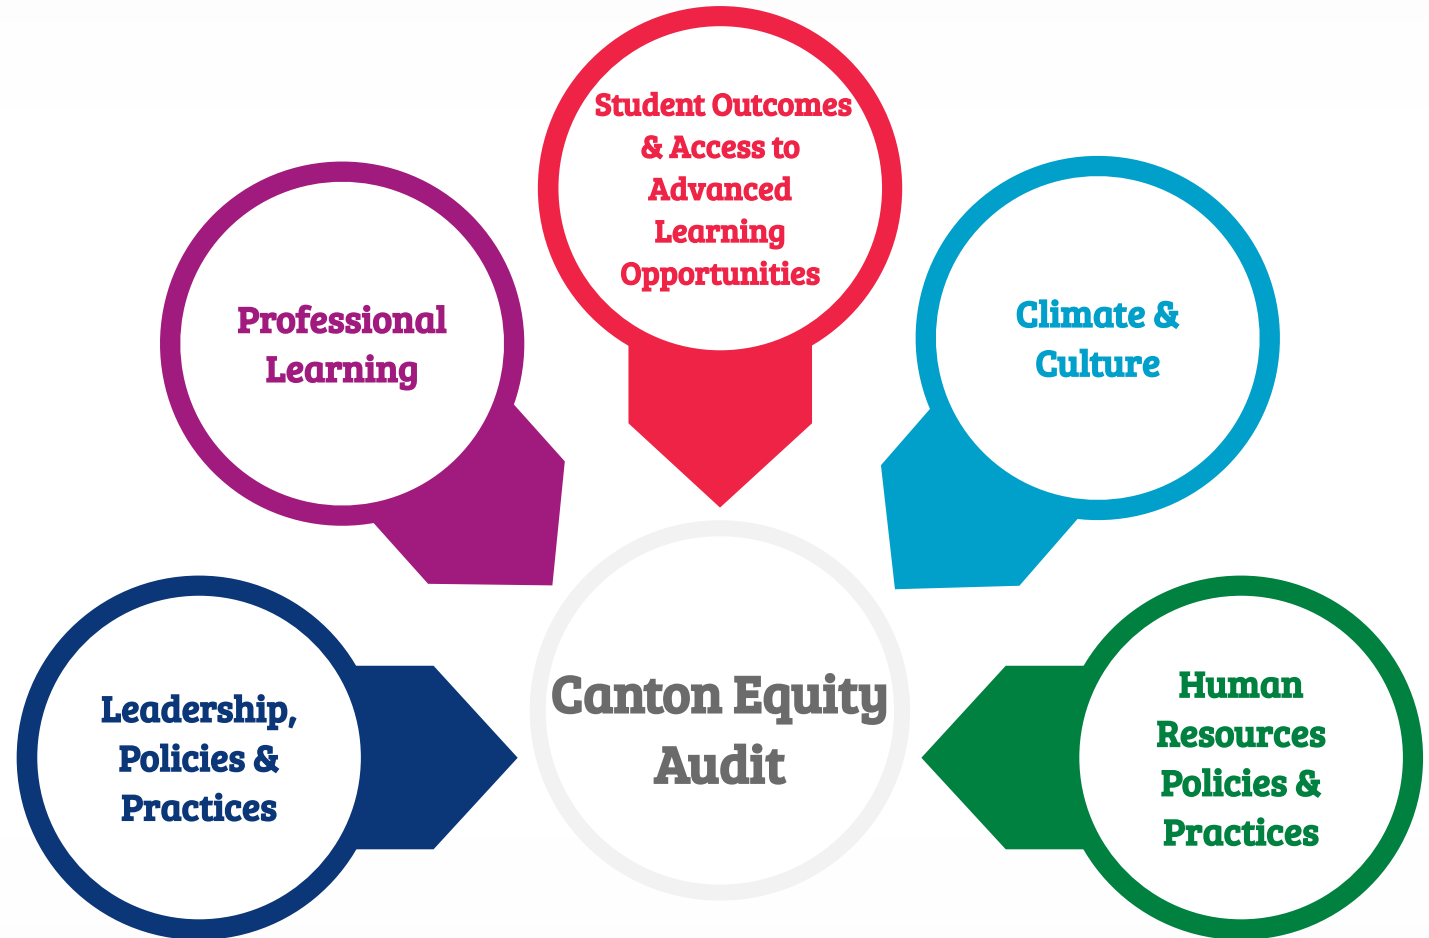 Student Outcomes
& Access to
Advanced
Learning
Opportunities
Professional
Learning
Climate &
Culture
Leadership,
Policies &
Practices
Canton Equity
Audit
Human
Resources
Policies &
Practices